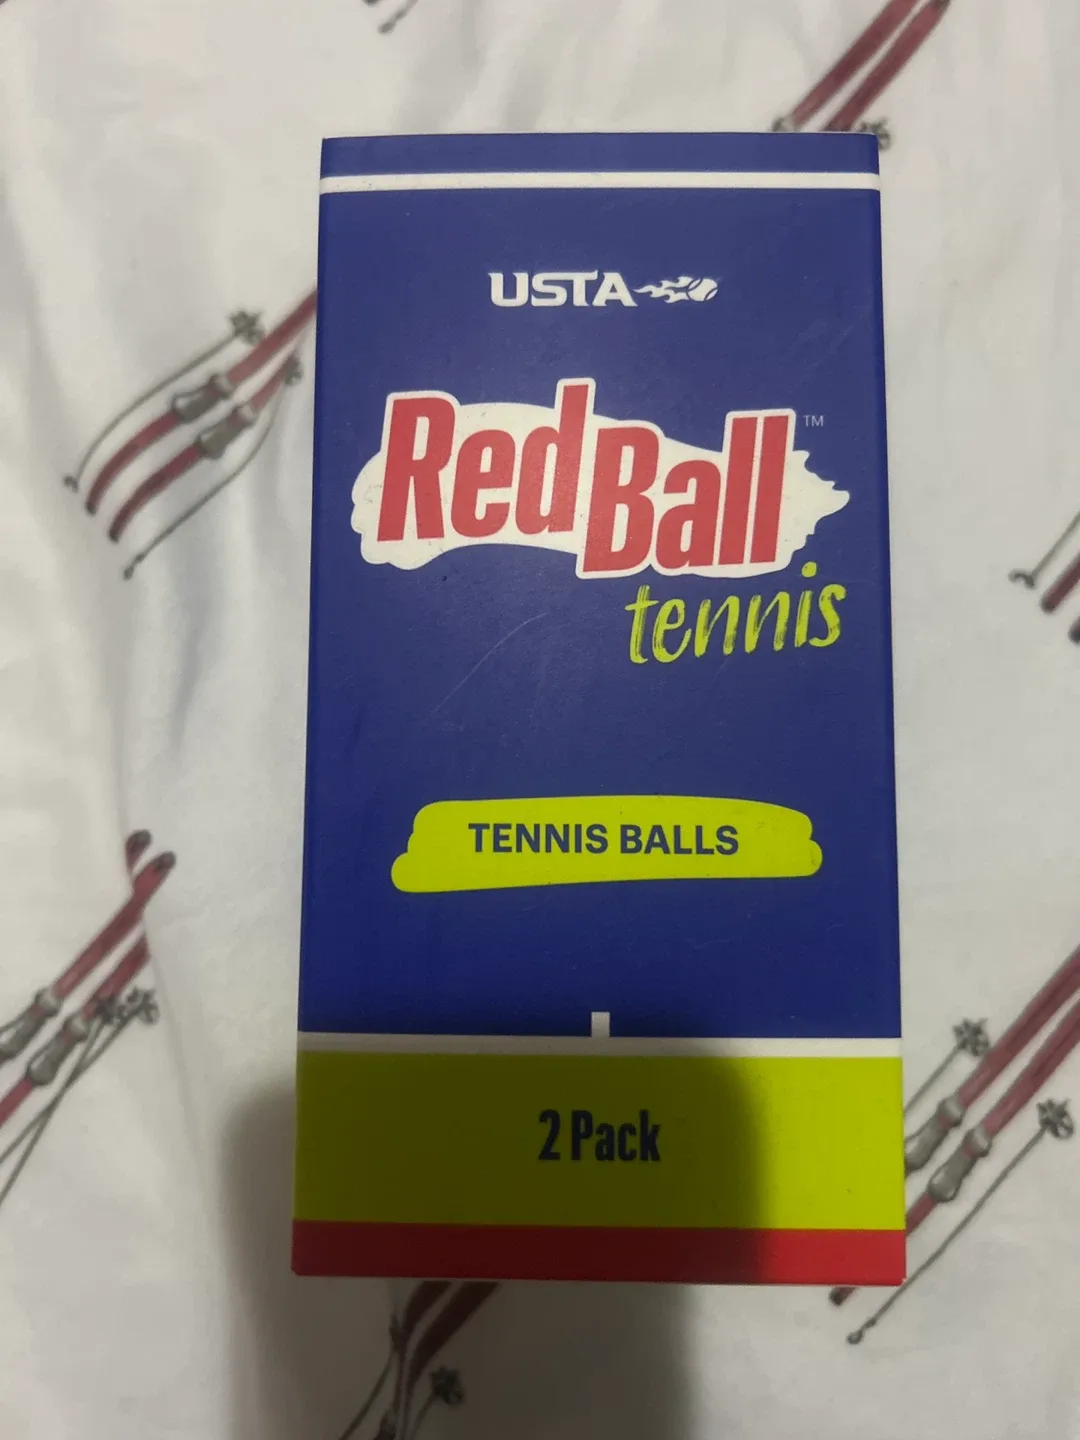 USTA
RedBall™
tennis
TENNIS BALLS
2 Pack